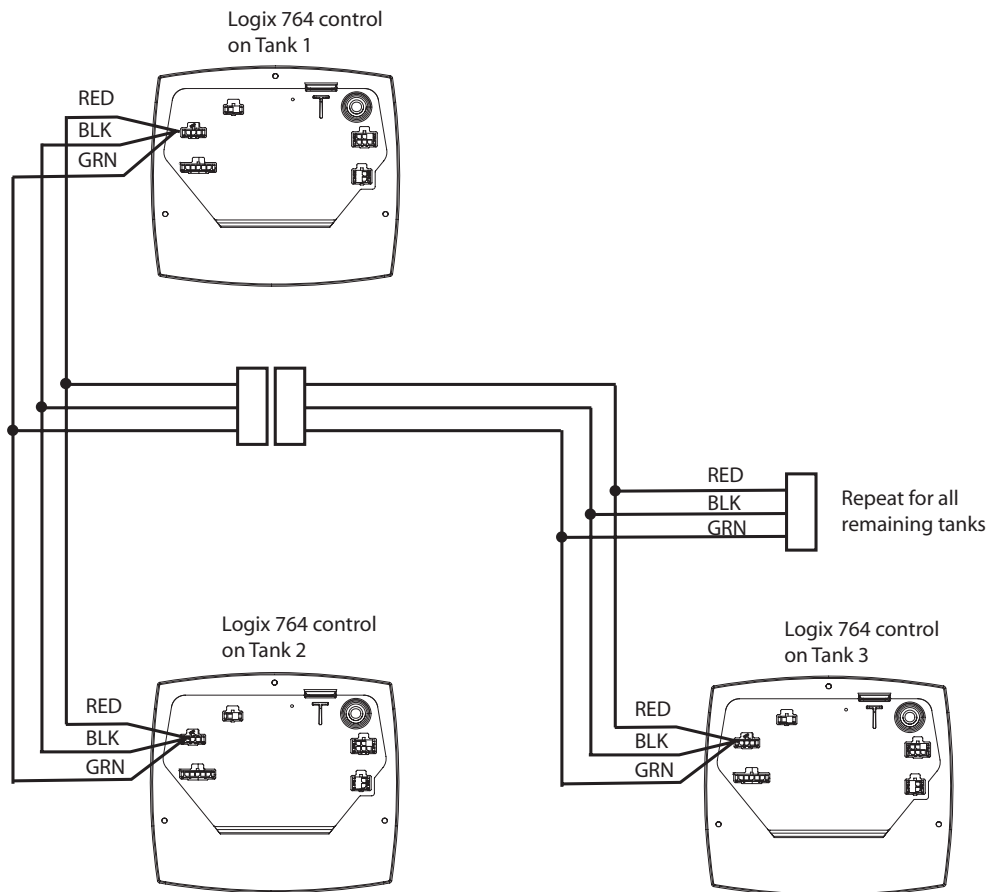 Logix 764 control
on Tank 1
RED
BLK
GRN
RED
BLK
GRN
Repeat for all
remaining tanks
Logix 764 control
on Tank 2
RED
BLK
GRN
Logix 764 control
on Tank 3
RED
BLK
GRN